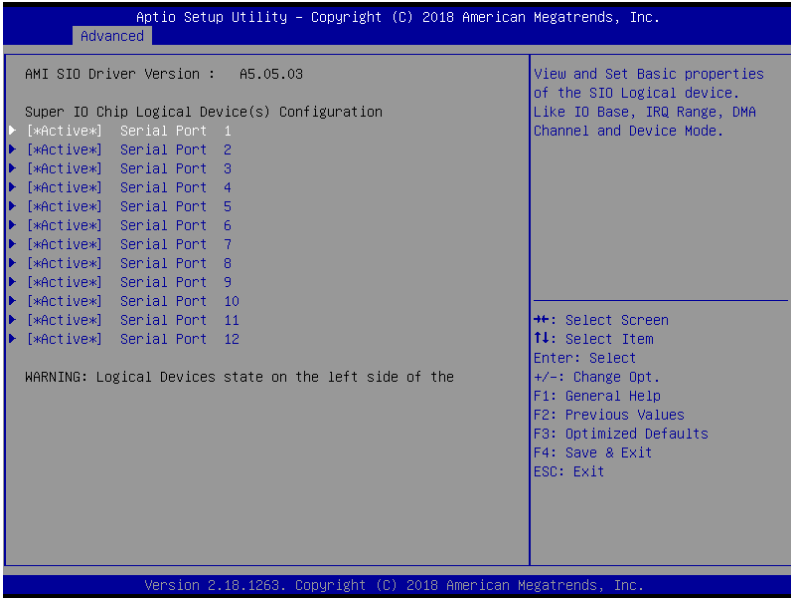 Aptio Setup Utility – Copyright (C) 2018 American Megatrends, Inc.
Advanced
AMI SIO Driver Version :   A5.05.03
Super IO Chip Logical Device(s) Configuration
[*Active*]  Serial Port  1
[*Active*]  Serial Port  2
[*Active*]  Serial Port  3
[*Active*]  Serial Port  4
[*Active*]  Serial Port  5
[*Active*]  Serial Port  6
[*Active*]  Serial Port  7
[*Active*]  Serial Port  8
[*Active*]  Serial Port  9
[*Active*]  Serial Port  10
[*Active*]  Serial Port  11
[*Active*]  Serial Port  12
WARNING: Logical Devices state on the left side of the
View and Set Basic properties
of the SIO Logical device.
Like IO Base, IRQ Range, DMA
Channel and Device Mode.
→←: Select Screen
↑↓: Select Item
Enter: Select
+/-: Change Opt.
F1: General Help
F2: Previous Values
F3: Optimized Defaults
F4: Save & Exit
ESC: Exit
Version 2.18.1263. Copyright (C) 2018 American Megatrends, Inc.